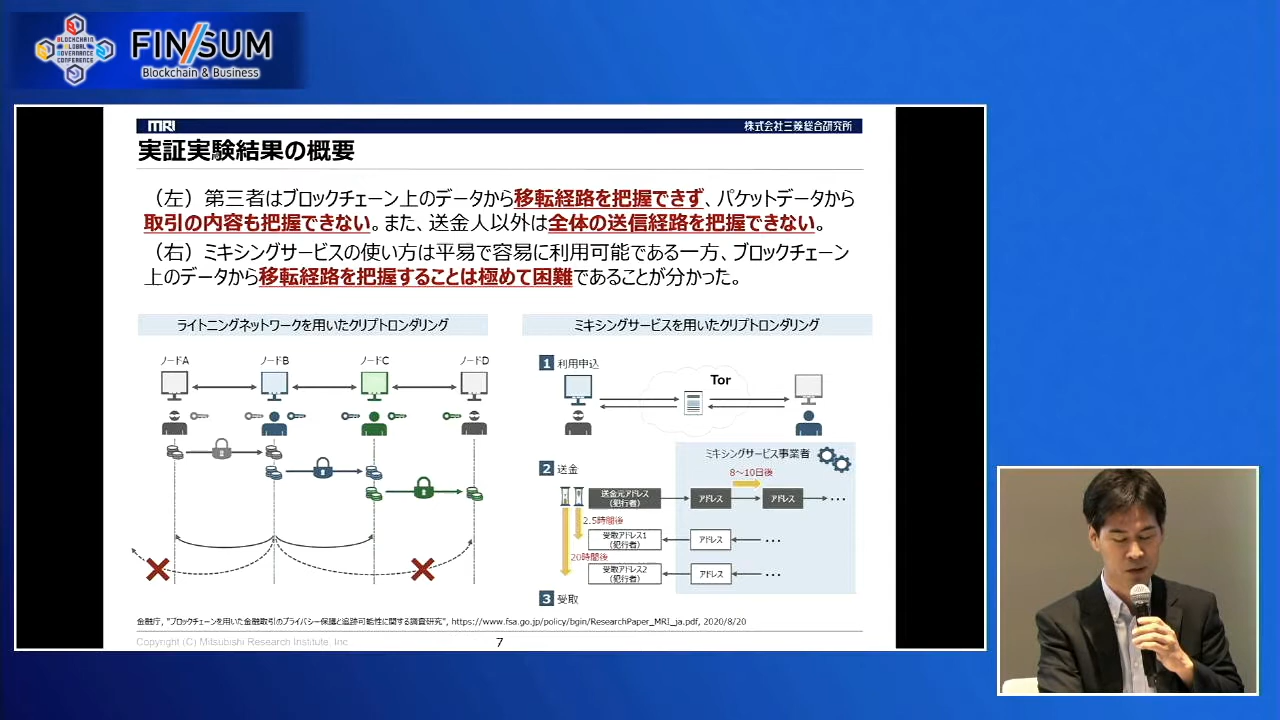 BLOCKCHAIN
GLOBAL
GOVERNANCE
CONFERENCE
FIN/SUM
Blockchain & Business
MRI
株式会社三菱総合研究所
実証実験結果の概要
（左）第三者はブロックチェーン上のデータから移転経路を把握できず、パケットデータから
取引の内容も把握できない。また、送金人以外は全体の送信経路を把握できない。
（右）ミキシングサービスの使い方は平易で容易に利用可能である一方、ブロックチェーン
上のデータから移転経路を把握することは極めて困難であることが分かった。
ライトニングネットワークを用いたクリプトロンダリング
ノードA
ノードB
ノードC
ノードD
ミキシングサービスを用いたクリプトロンダリング
1 利用申込
Tor
ミキシングサービス事業者
2 送金
8～10日後
送金元アドレス
(犯行者)
アドレス
アドレス
…
2.5時間後
受取アドレス1
(犯行者)
アドレス
…
20時間後
受取アドレス2
(犯行者)
アドレス
…
3 受取
金融庁, "ブロックチェーンを用いた金融取引のプライバシー保護と追跡可能性に関する調査研究", https://www.fsa.go.jp/policy/bgin/ResearchPaper_MRI_ja.pdf, 2020/8/20
Copyright (C) Mitsubishi Research Institute, Inc.
7